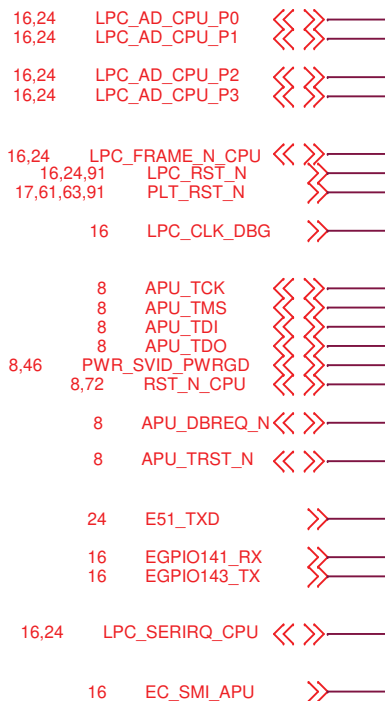 16,24 LPC_AD_CPU_P0
16,24 LPC_AD_CPU_P1
16,24 LPC_AD_CPU_P2
16,24 LPC_AD_CPU_P3
16,24 LPC_FRAME_N_CPU
16,24,91 LPC_RST_N
17,61,63,91 PLT_RST_N
16 LPC_CLK_DBG
8 APU_TCK
8 APU_TMS
8 APU_TDI
8 APU_TDO
8,46 PWR_SVID_PWRGD
8,72 RST_N_CPU
8 APU_DBREQ_N
8 APU_TRST_N
24 E51_TXD
16 EGPIO141_RX
16 EGPIO143_TX
16,24 LPC_SERIRQ_CPU
16 EC_SMI_APU